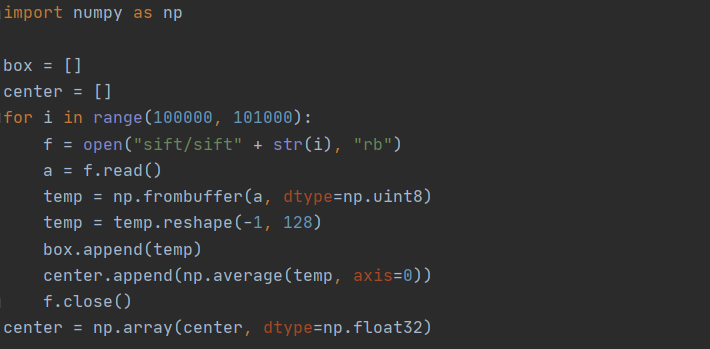 import numpy as np
box = []
center = []
for i in range(100000, 101000):
    f = open("sift/sift" + str(i), "rb")
    a = f.read()
    temp = np.frombuffer(a, dtype=np.uint8)
    temp = temp.reshape(-1, 128)
    box.append(temp)
    center.append(np.average(temp, axis=0))
    f.close()
center = np.array(center, dtype=np.float32)